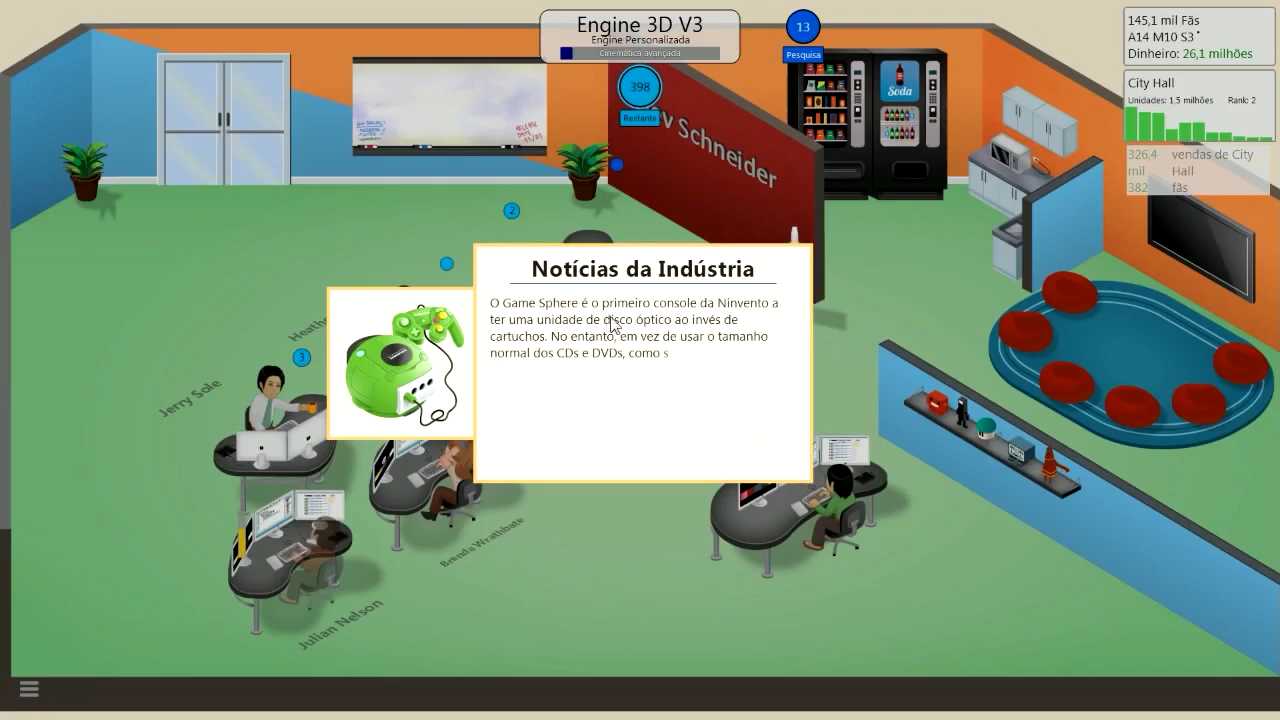 Engine 3D V3
Engine Personalizada
Cinemática avançada
13
Pesquisa
145,1 mil Fãs
A14 M10 S3
Dinheiro: 26,1 milhões
City Hall
Unidades: 1,5 milhões Rank: 2
326,4 mil vendas de City Hall
382 fãs
398
Restante
v Schneider
Soda
RELEASE
DATE
2
Notícias da Indústria
O Game Sphere é o primeiro console da Ninvento a
ter uma unidade de disco óptico ao invés de
cartuchos. No entanto, em vez de usar o tamanho
normal dos CDs e DVDs, como s
Heath
3
Jerry Sole
Brenda Wrathbate
Julian Nelson